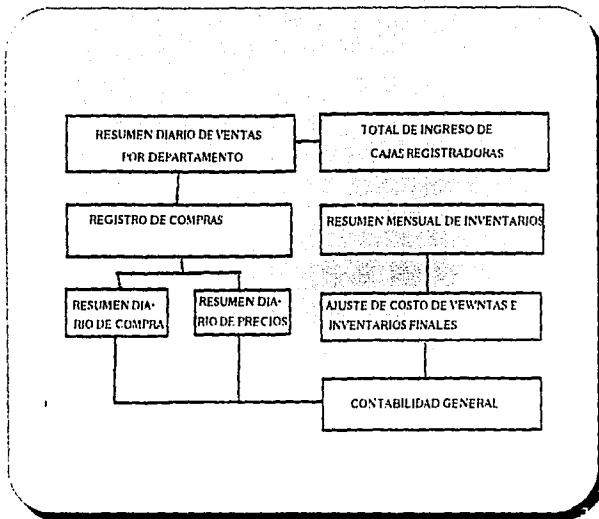 RESUMEN DIARIO DE VENTAS
POR DEPARTAMENTO
TOTAL DE INGRESO DE
CAJAS REGISTRADORAS
REGISTRO DE COMPRAS
RESUMEN MENSUAL DE INVENTARIOS
RESUMEN DIA-
RIO DE COMPRA
RESUMEN DIA-
RIO DE PRECIOS
AJUSTE DE COSTO DE VEWNTAS E
INVENTARIOS FINALES
CONTABILIDAD GENERAL